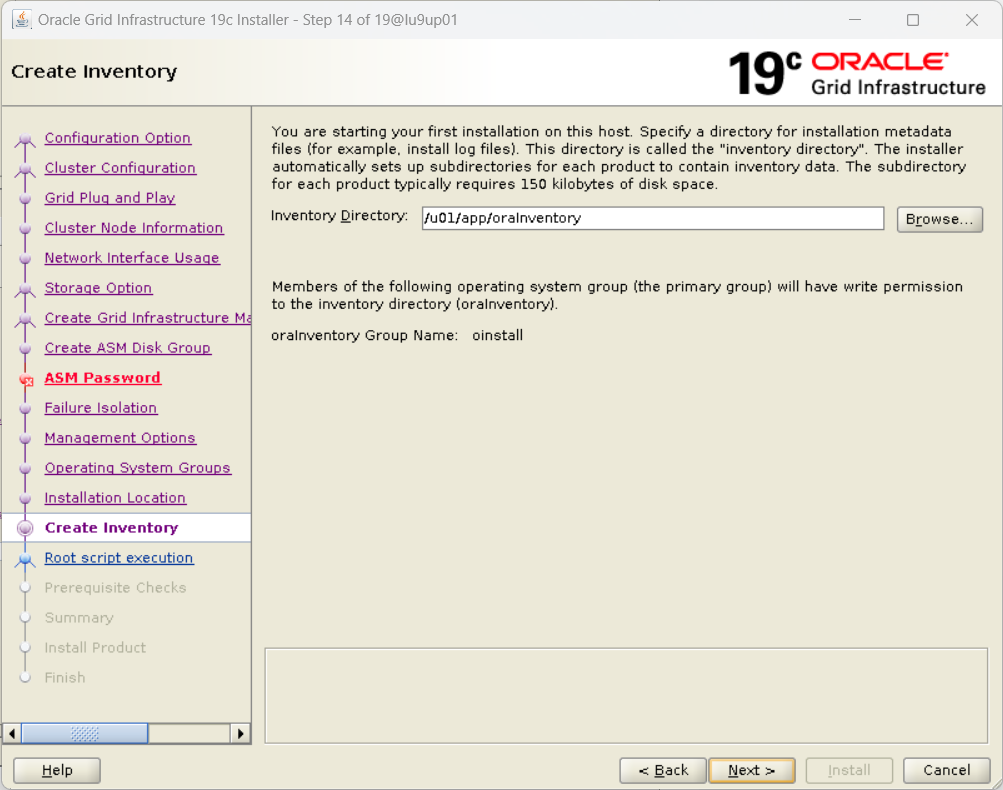 Oracle Grid Infrastructure 19c Installer - Step 14 of 19@lu9up01
Create Inventory
19c ORACLE
Grid Infrastructure
Configuration Option
Cluster Configuration
Grid Plug and Play
Cluster Node Information
Network Interface Usage
Storage Option
Create Grid Infrastructure Ma
Create ASM Disk Group
ASM Password
Failure Isolation
Management Options
Operating System Groups
Installation Location
Create Inventory
Root script execution
Prerequisite Checks
Summary
Install Product
Finish
You are starting your first installation on this host. Specify a directory for installation metadata
files (for example, install log files). This directory is called the "inventory directory". The installer
automatically sets up subdirectories for each product to contain inventory data. The subdirectory
for each product typically requires 150 kilobytes of disk space.
Inventory Directory: /u01/app/oraInventory Browse...
Members of the following operating system group (the primary group) will have write permission
to the inventory directory (oraInventory).
oraInventory Group Name: oinstall
Help < Back Next > Install Cancel